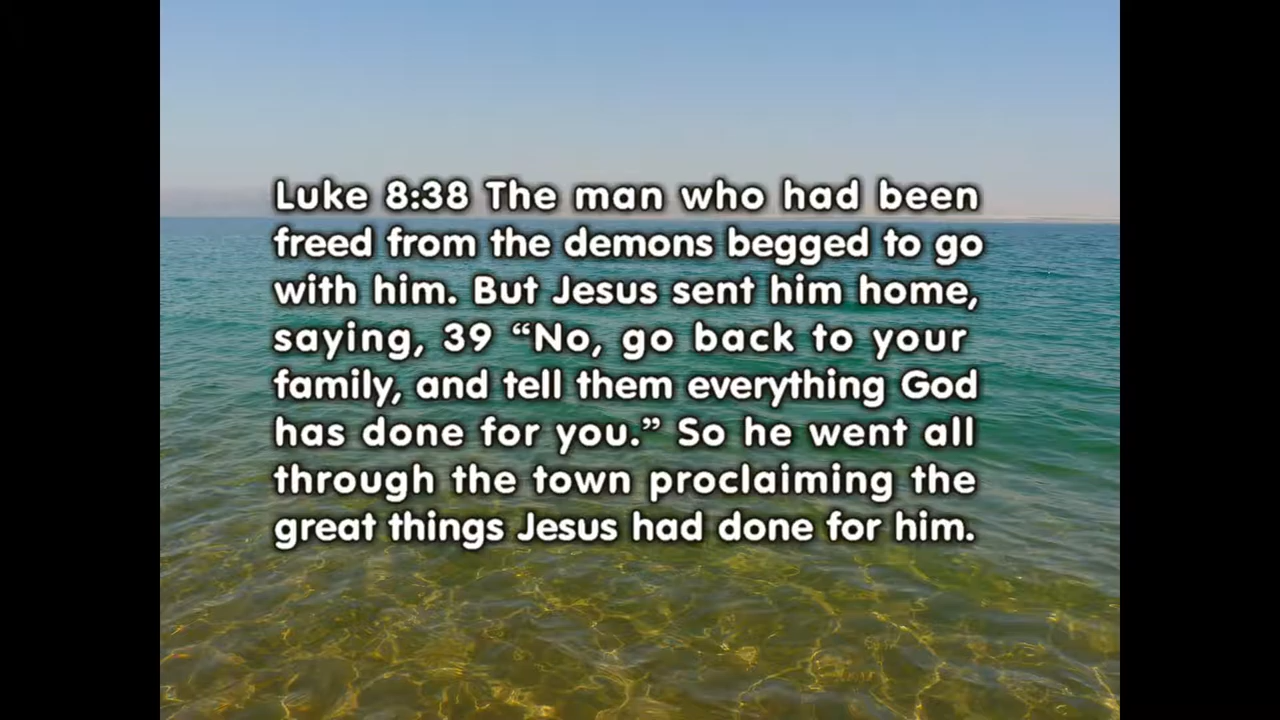 Luke 8:38 The man who had been
freed from the demons begged to go
with him. But Jesus sent him home,
saying, 39 “No, go back to your
family, and tell them everything God
has done for you.” So he went all
through the town proclaiming the
great things Jesus had done for him.